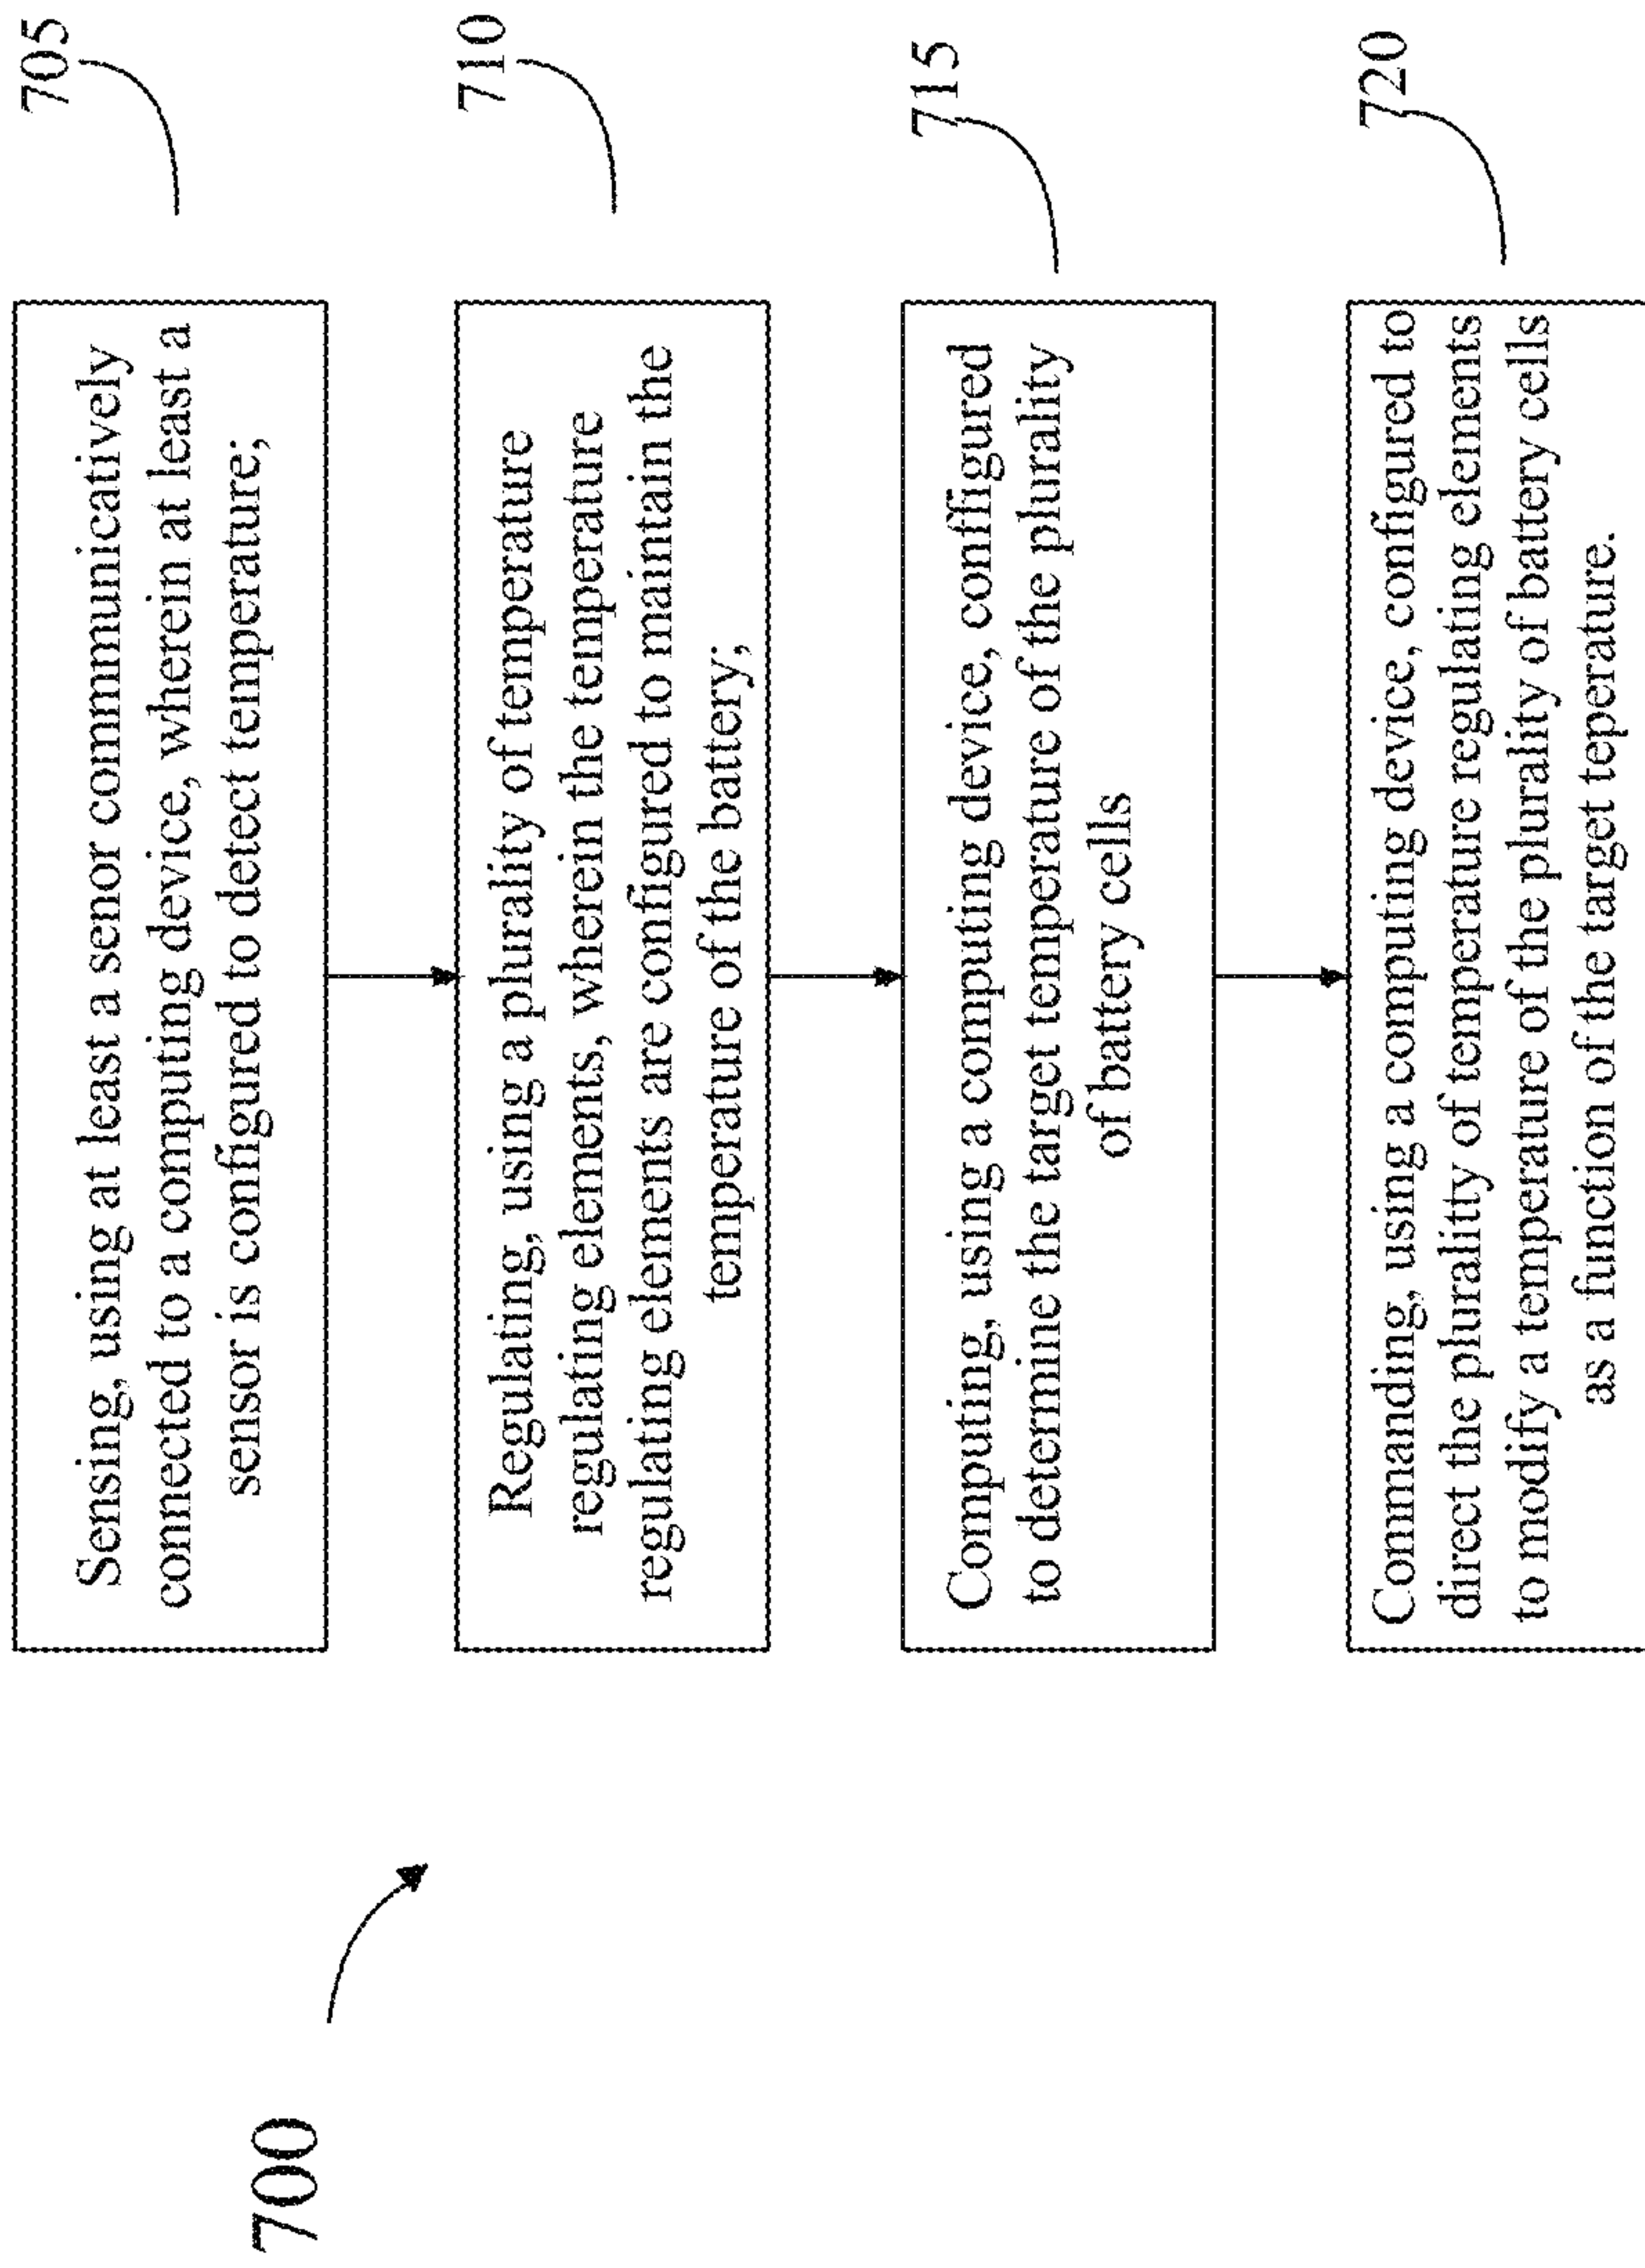 700
Sensing, using at least a senor communicatively
connected to a computing device, wherein at least a
sensor is configured to detect temperature;
705
Regulating, using a plurality of temperature
regulating elements, wherein the temperature
regulating elements are configured to maintain the
temperature of the battery;
710
Computing, using a computing device, configured
to determine the target temperature of the plurality
of battery cells
715
Commanding, using a computing device, configured to
direct the plurality of temperature regulating elements
to modify a temperature of the plurality of battery cells
as a function of the target teperature.
720